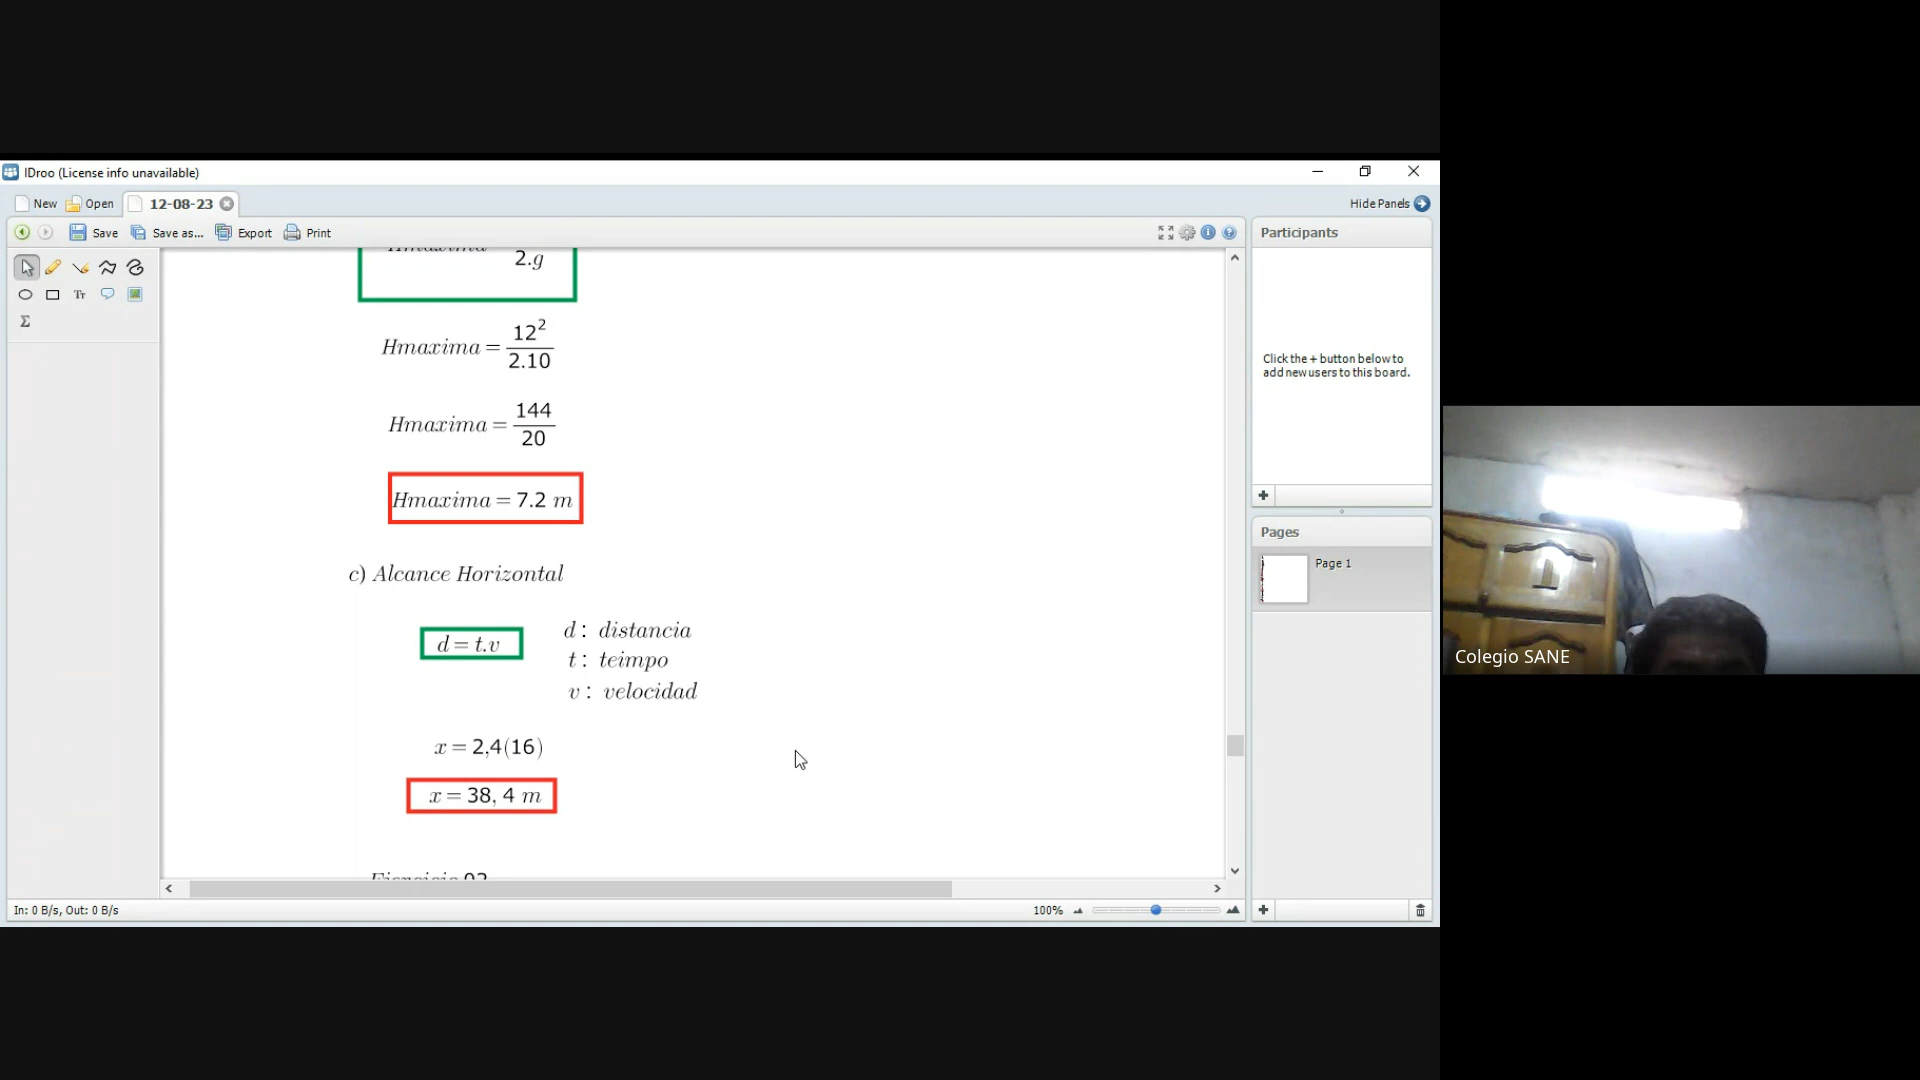 IDroo (License info unavailable)
New Open 12-08-23 Hide Panels
Save Save as... Export Print
Participants
Click the + button below to
add new users to this board.
Pages
Page 1
2.g
Hmaxima = 12² / 2.10
Hmaxima = 144 / 20
Hmaxima = 7.2 m
c) Alcance Horizontal
d = t.v
d : distancia
t : teimpo
v : velocidad
x = 2,4(16)
x = 38, 4 m
In: 0 B/s, Out: 0 B/s
100%
Colegio SANE